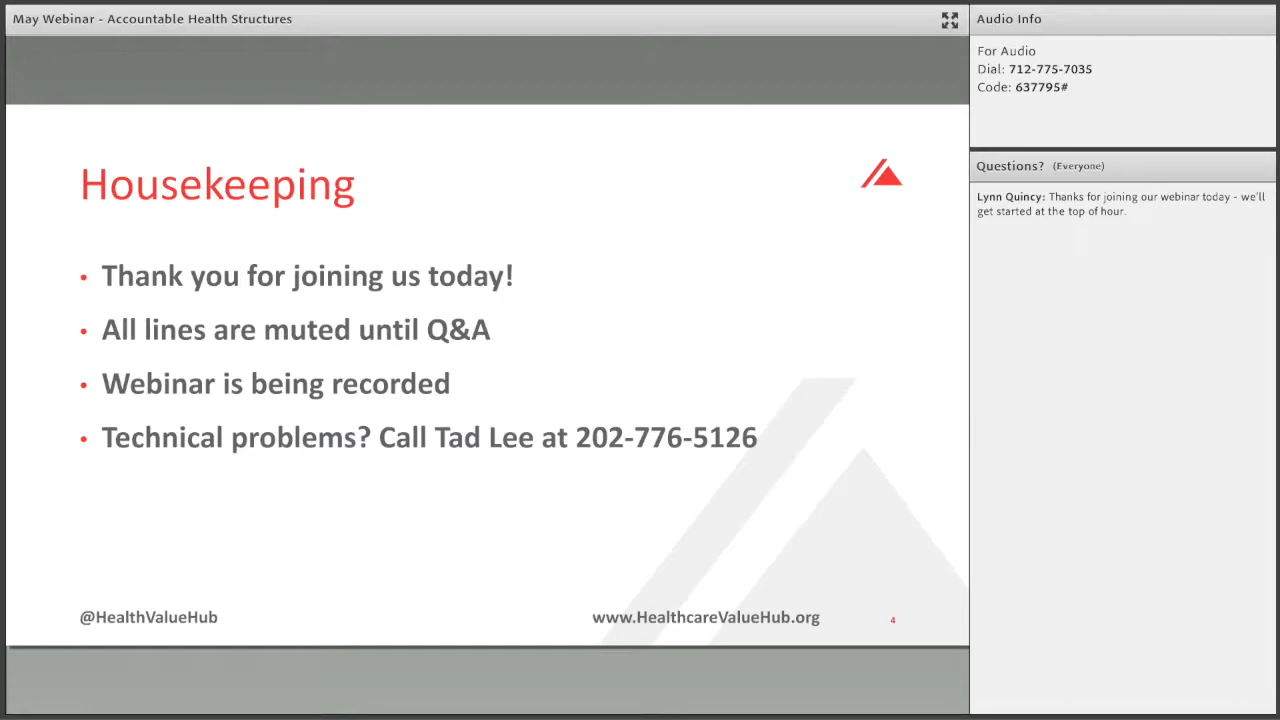 May Webinar - Accountable Health Structures
Housekeeping
• Thank you for joining us today!
• All lines are muted until Q&A
• Webinar is being recorded
• Technical problems? Call Tad Lee at 202-776-5126
@HealthValueHub
www.HealthcareValueHub.org
4
Audio Info
For Audio
Dial: 712-775-7035
Code: 637795#
Questions? (Everyone)
Lynn Quincy: Thanks for joining our webinar today - we'll
get started at the top of hour.